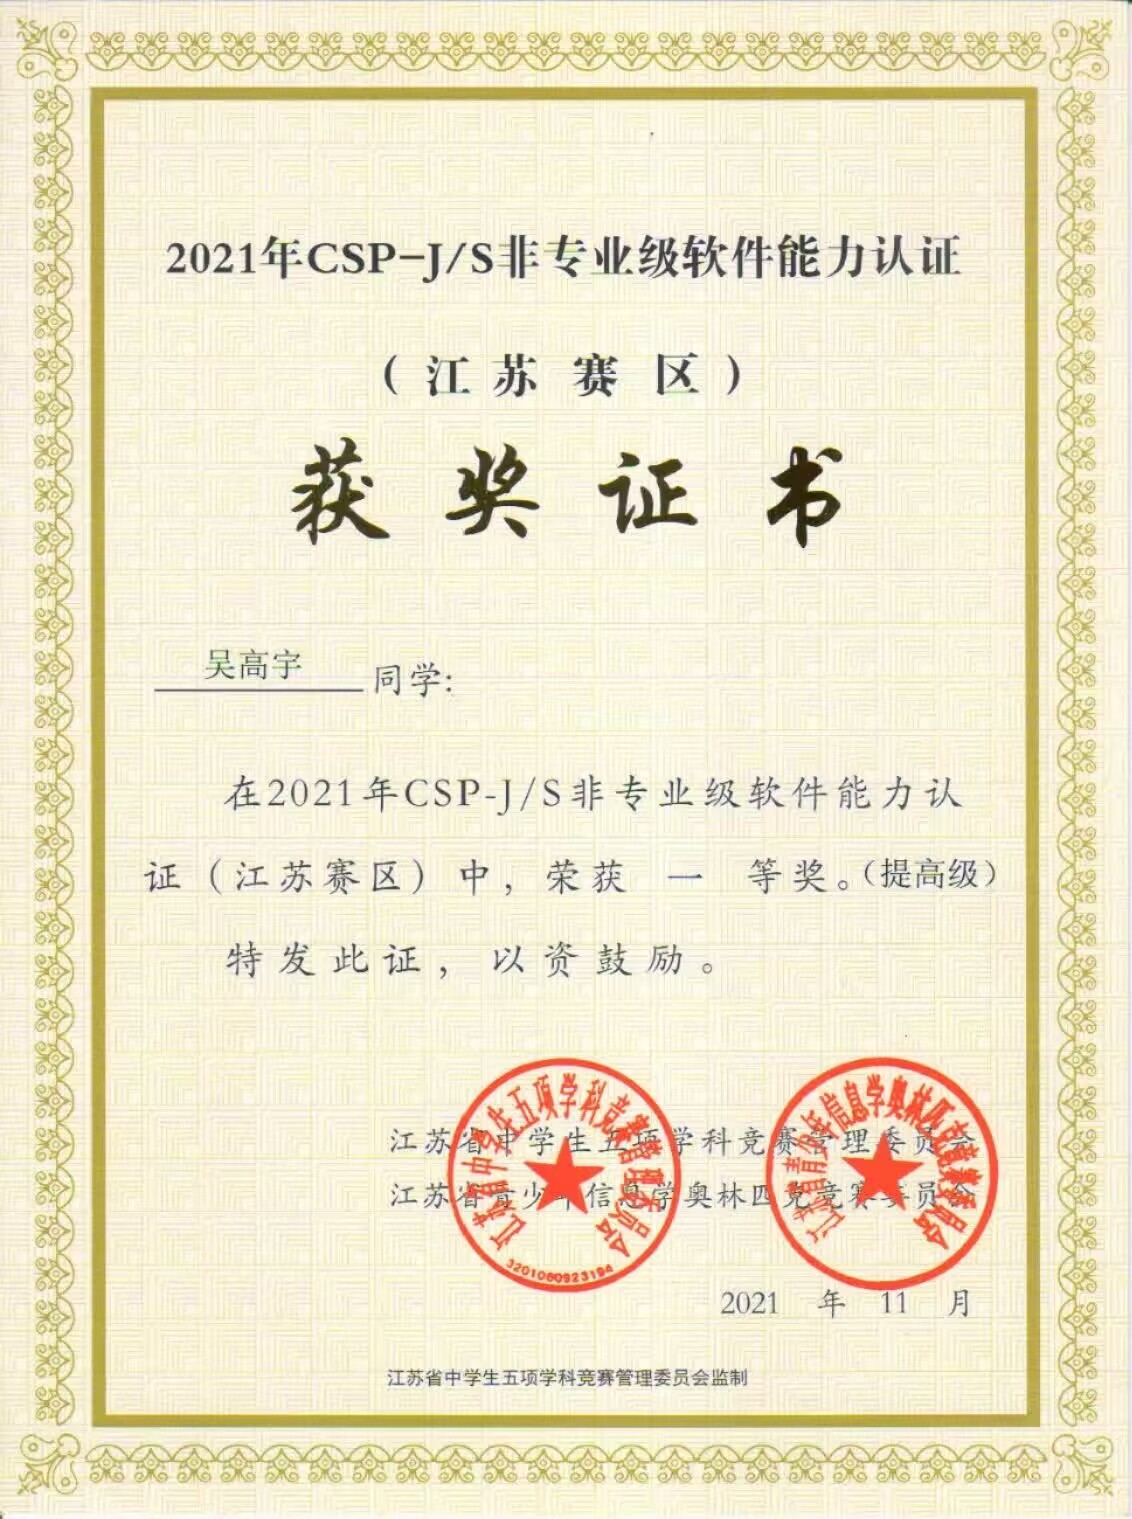 2021年CSP-J/S非专业级软件能力认证
（江苏赛区）
获奖证书
吴高宇 同学:
在2021年CSP-J/S非专业级软件能力认
证（江苏赛区）中，荣获 一 等奖。（提高级）
特发此证，以资鼓励。
江苏省中学生五项学科竞赛管理委员会
江苏省青少年信息学奥林匹克竞赛委员会
2021 年 11 月
江苏省中学生五项学科竞赛管理委员会
3201060923194
江苏省青少年信息学奥林匹克竞赛委员会
江苏省中学生五项学科竞赛管理委员会监制